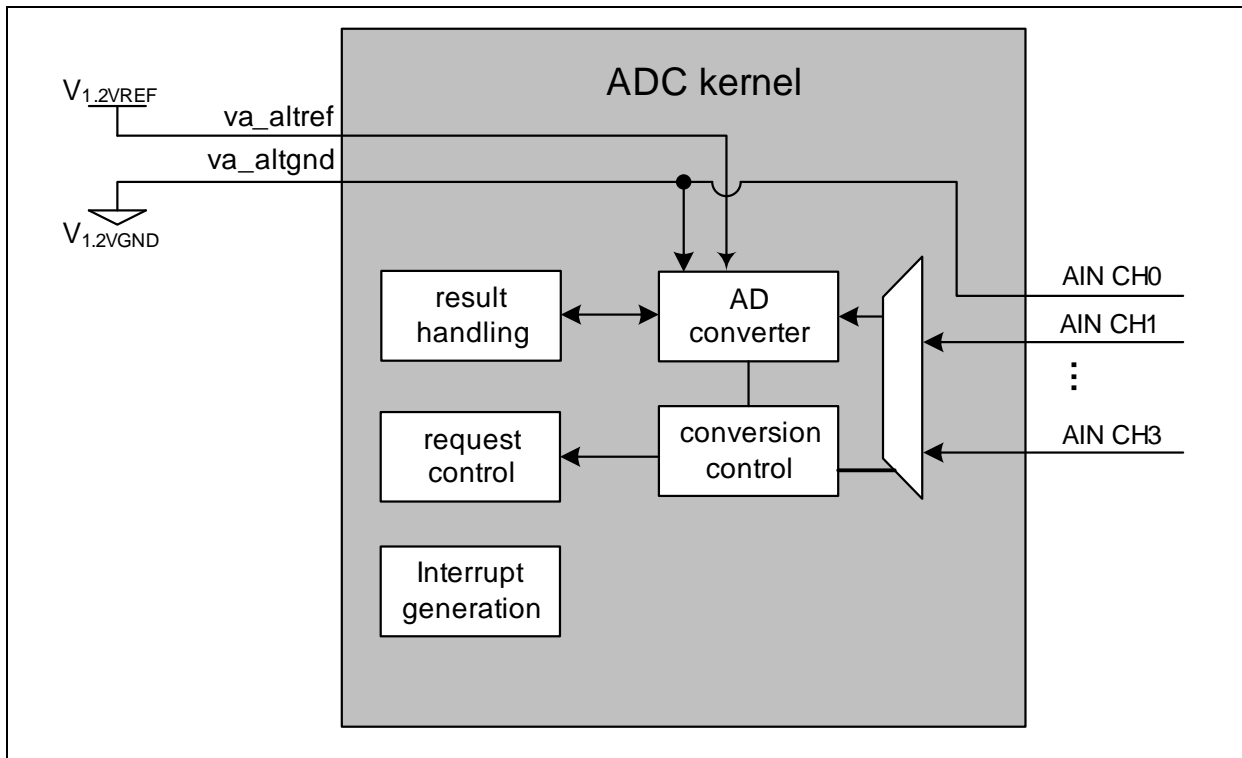 ADC kernel
V1.2VREF
va_altref
va_altgnd
V1.2VGND
result
handling
AD
converter
AIN CH0
AIN CH1
⋮
AIN CH3
request
control
conversion
control
Interrupt
generation